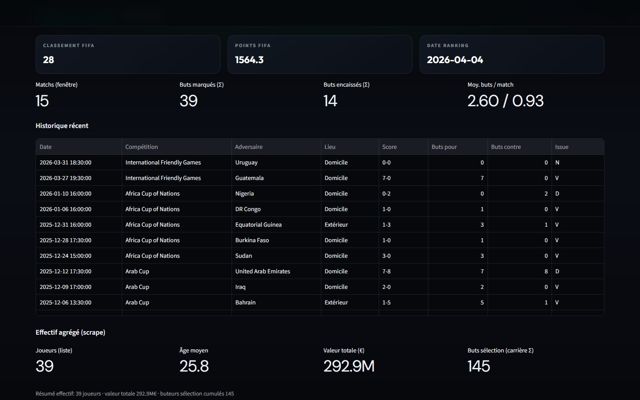 CLASSEMENT FIFA POINTS FIFA DATE RANKING
28 1564.3 2026-04-04
Matchs (fenêtre) Buts marqués (Σ) Buts encaissés (Σ) Moy. buts / match
15 39 14 2.60 / 0.93
Historique récent
Date Compétition Adversaire Lieu Score Buts pour Buts contre Issue
2026-03-31 18:30:00 International Friendly Games Uruguay Domicile 0-0 0 0 N
2026-03-27 19:30:00 International Friendly Games Guatemala Domicile 7-0 7 0 V
2026-01-10 16:00:00 Africa Cup of Nations Nigeria Domicile 0-2 0 2 D
2026-01-06 16:00:00 Africa Cup of Nations DR Congo Domicile 1-0 1 0 V
2025-12-31 16:00:00 Africa Cup of Nations Equatorial Guinea Extérieur 1-3 3 1 V
2025-12-28 17:30:00 Africa Cup of Nations Burkina Faso Domicile 1-0 1 0 V
2025-12-24 15:00:00 Africa Cup of Nations Sudan Domicile 3-0 3 0 V
2025-12-12 17:30:00 Arab Cup United Arab Emirates Domicile 7-8 7 8 D
2025-12-09 17:00:00 Arab Cup Iraq Domicile 2-0 2 0 V
2025-12-06 13:30:00 Arab Cup Bahrain Extérieur 1-5 5 1 V
Effectif agrégé (scrape)
Joueurs (liste) Âge moyen Valeur totale (€) Buts sélection (carrière Σ)
39 25.8 292.9M 145
Résumé effectif: 39 joueurs · valeur totale 292.9M€ · buteurs sélection cumulés 145